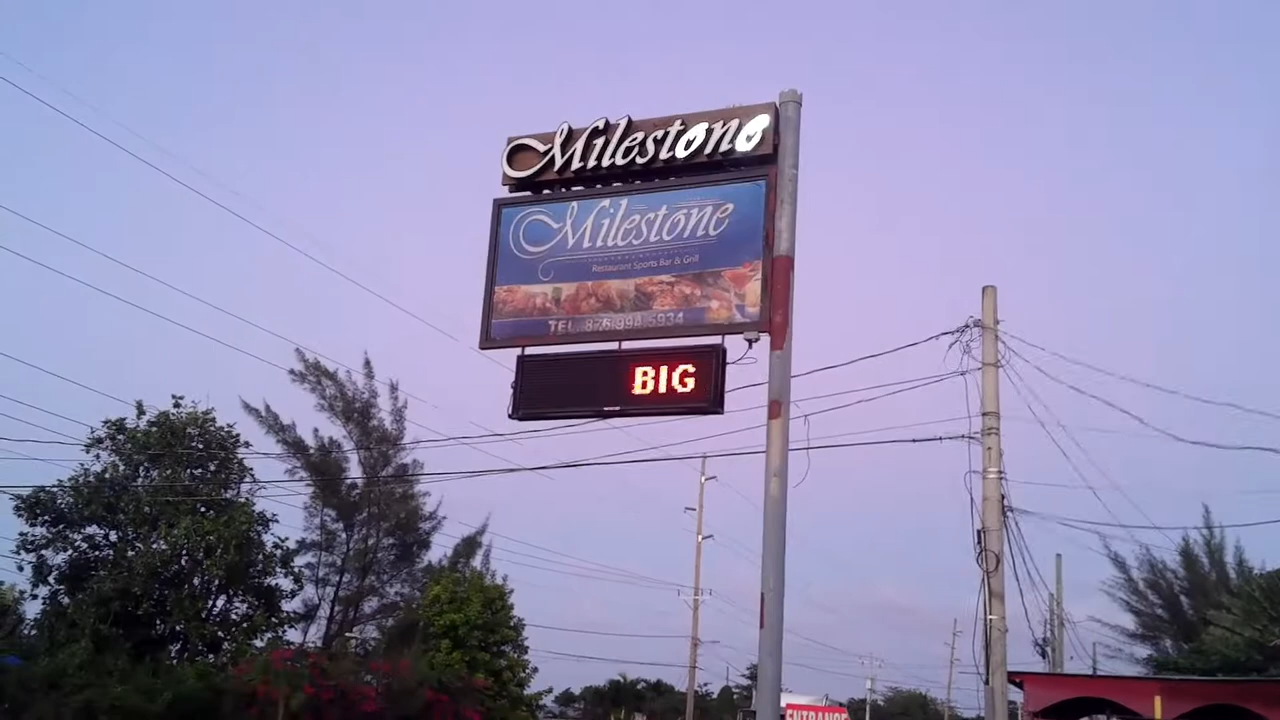 Milestone
Milestone
Restaurant Sports Bar & Grill
TEL. 876.994.5934
BIG
ENTRANCE